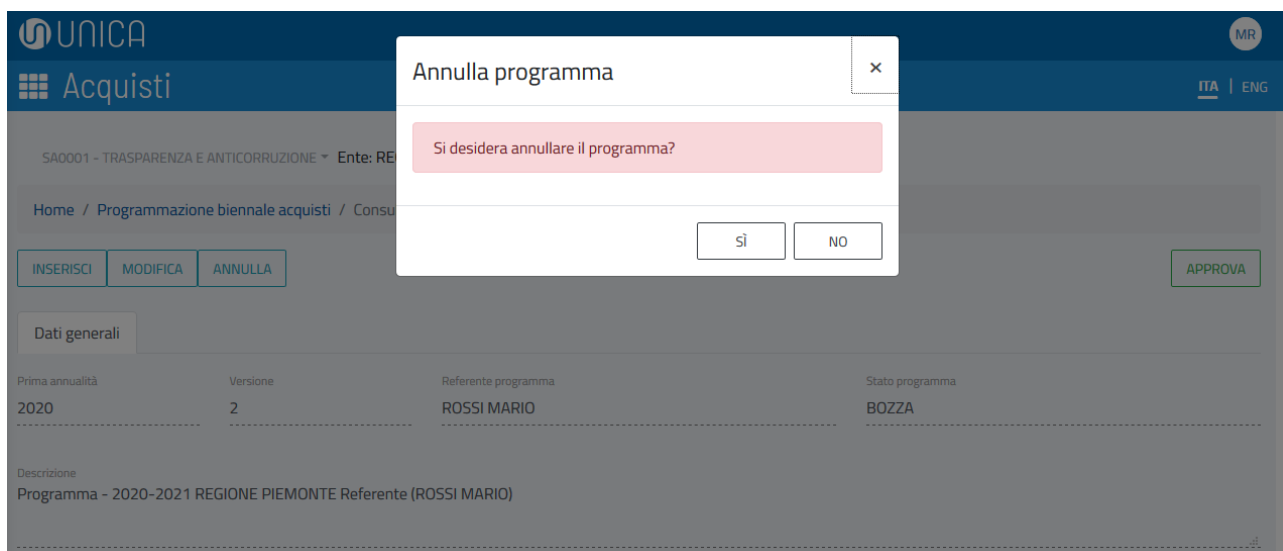 UNICA
MR
Acquisti
ITA | ENG
Annulla programma
×
Si desidera annullare il programma?
SÌ
NO
SA0001 - TRASPARENZA E ANTICORRUZIONE Ente: RE
Home / Programmazione biennale acquisti / Consu
INSERISCI MODIFICA ANNULLA
APPROVA
Dati generali
Prima annualità Versione Referente programma Stato programma
2020 2 ROSSI MARIO BOZZA
Descrizione
Programma - 2020-2021 REGIONE PIEMONTE Referente (ROSSI MARIO)